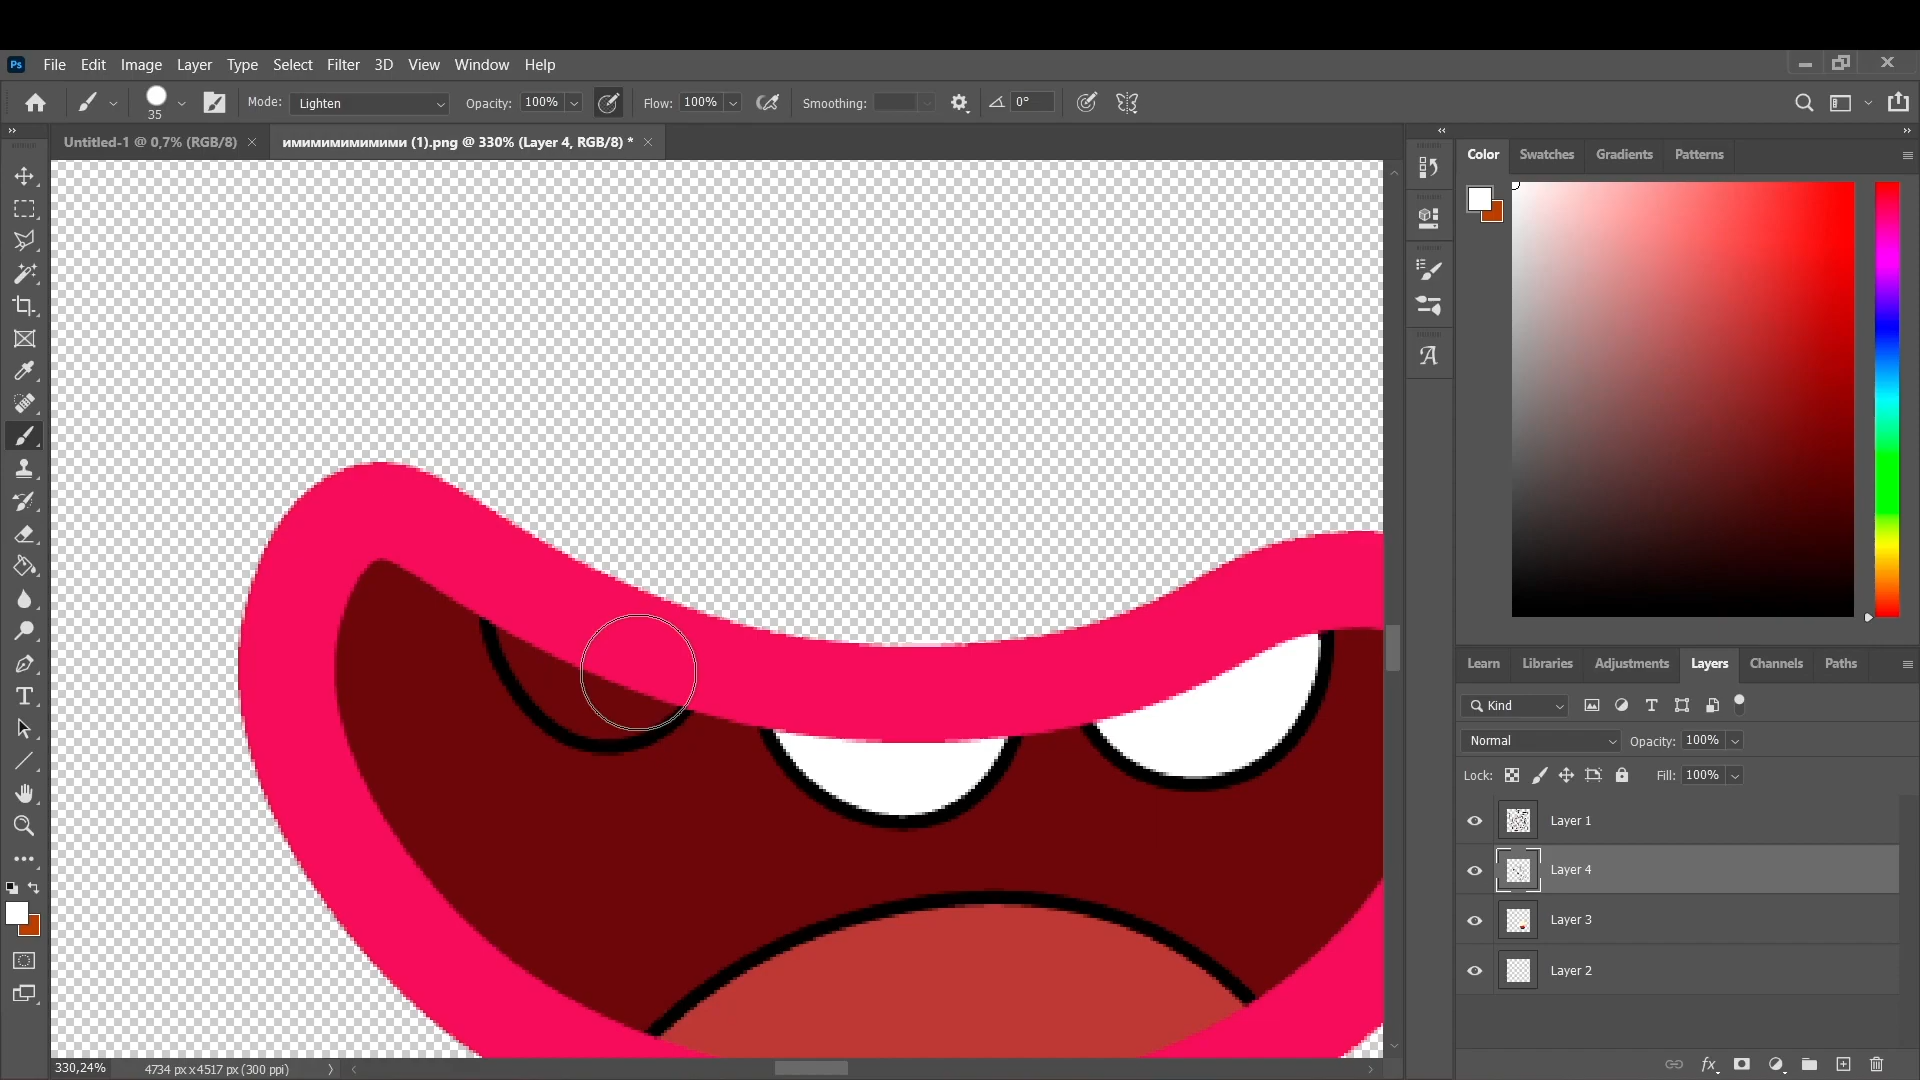 Ps File Edit Image Layer Type Select Filter 3D View Window Help
35 Mode: Lighten Opacity: 100% Flow: 100% Smoothing: 0°
Untitled-1 @ 0,7% (RGB/8) × имимимимимими (1).png @ 330% (Layer 4, RGB/8) * ×
Color Swatches Gradients Patterns
Learn Libraries Adjustments Layers Channels Paths
Kind
Normal Opacity: 100%
Lock: Fill: 100%
Layer 1
Layer 4
Layer 3
Layer 2
fx
330,24% 4734 px x 4517 px (300 ppi)